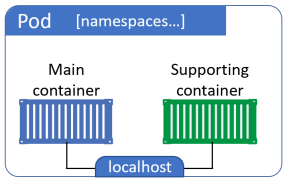 Pod [namespaces…]
Main
container
Supporting
container
localhost